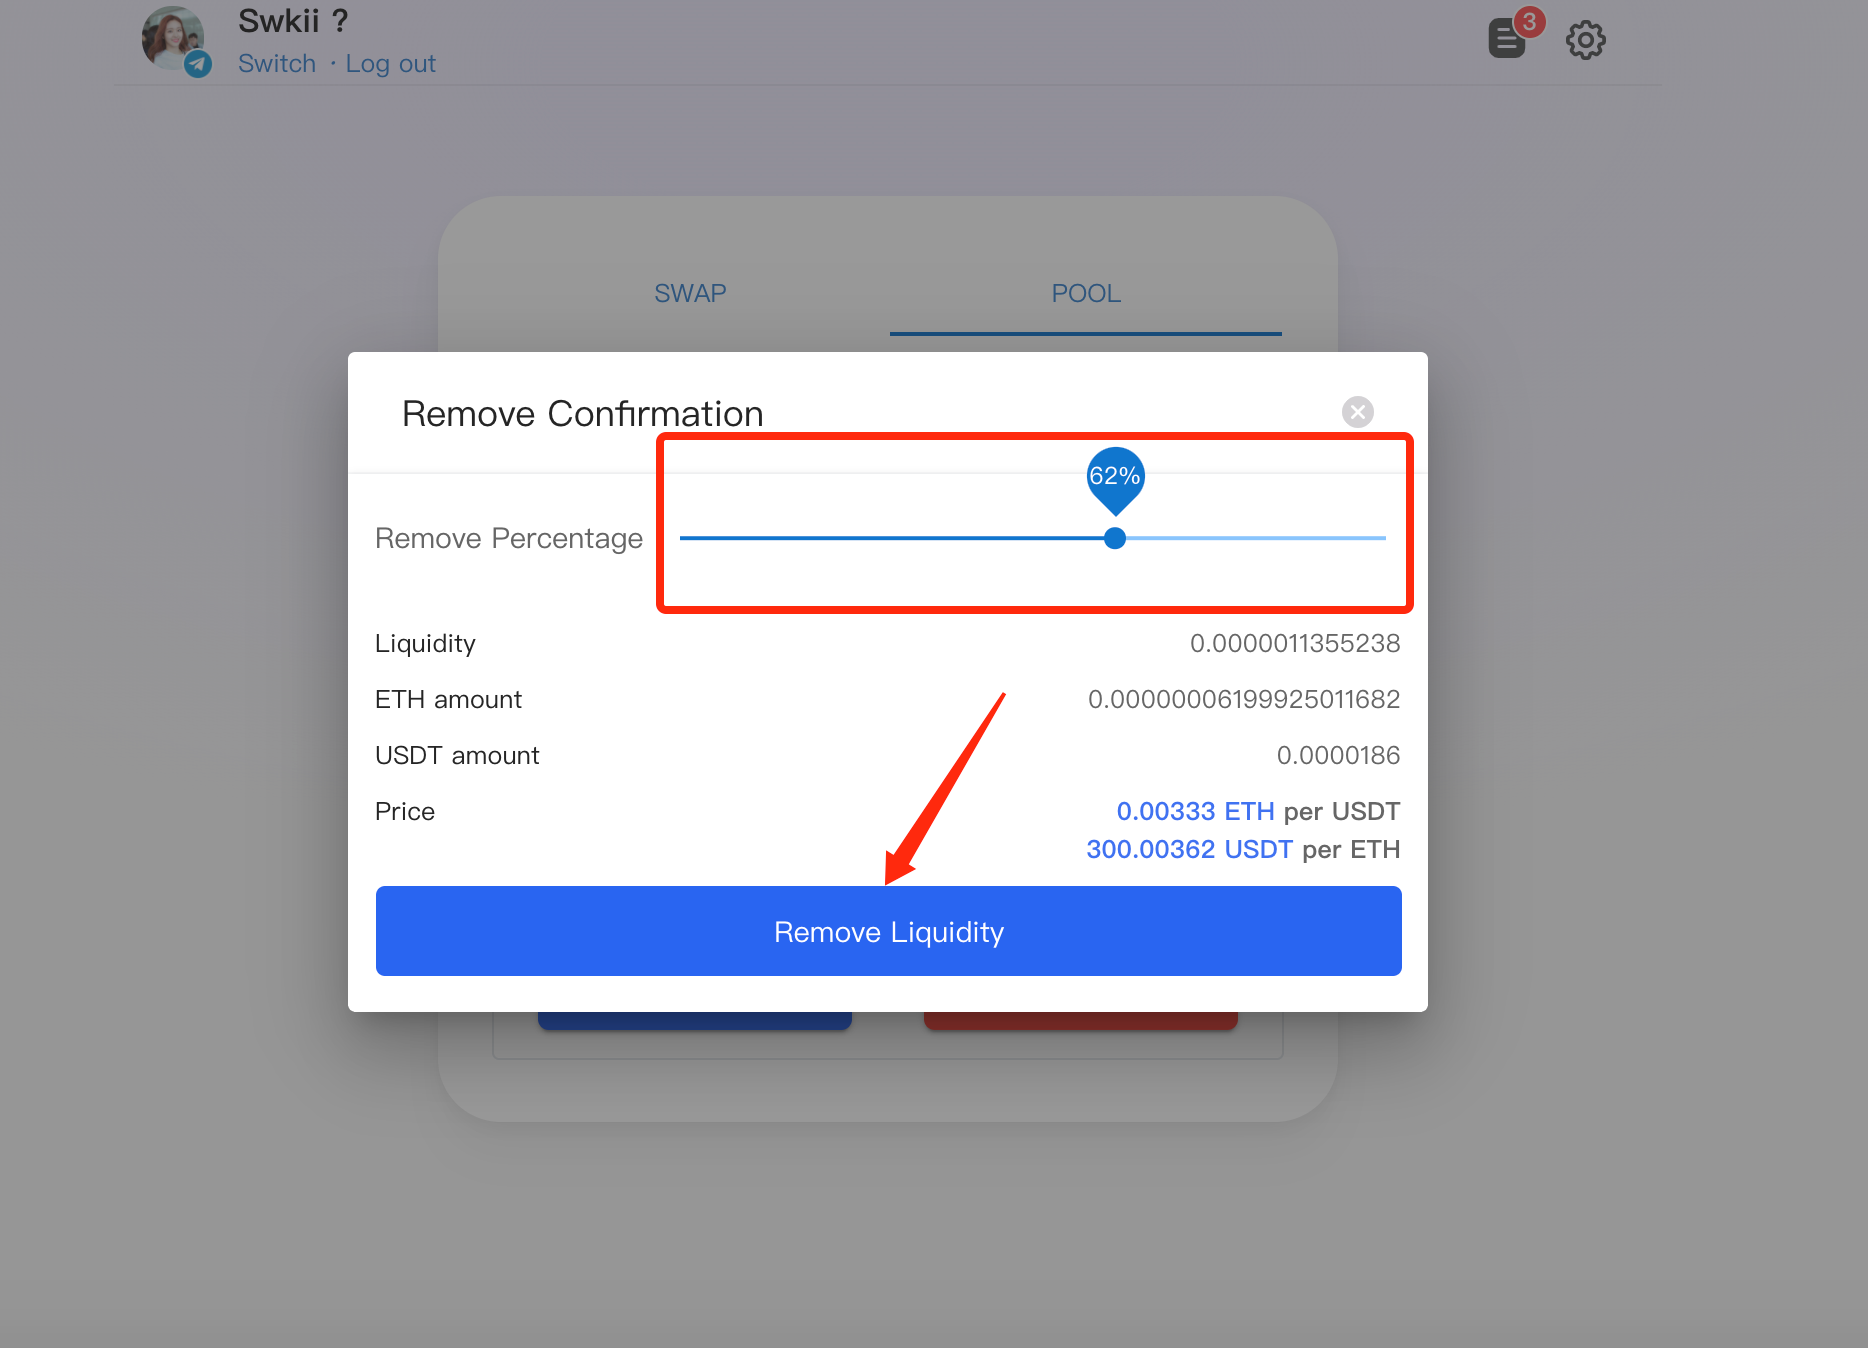 Swkii ?
Switch · Log out
3
SWAP
POOL
Remove Confirmation
62%
Remove Percentage
Liquidity
0.0000011355238
ETH amount
0.00000006199925011682
USDT amount
0.0000186
Price
0.00333 ETH per USDT
300.00362 USDT per ETH
Remove Liquidity